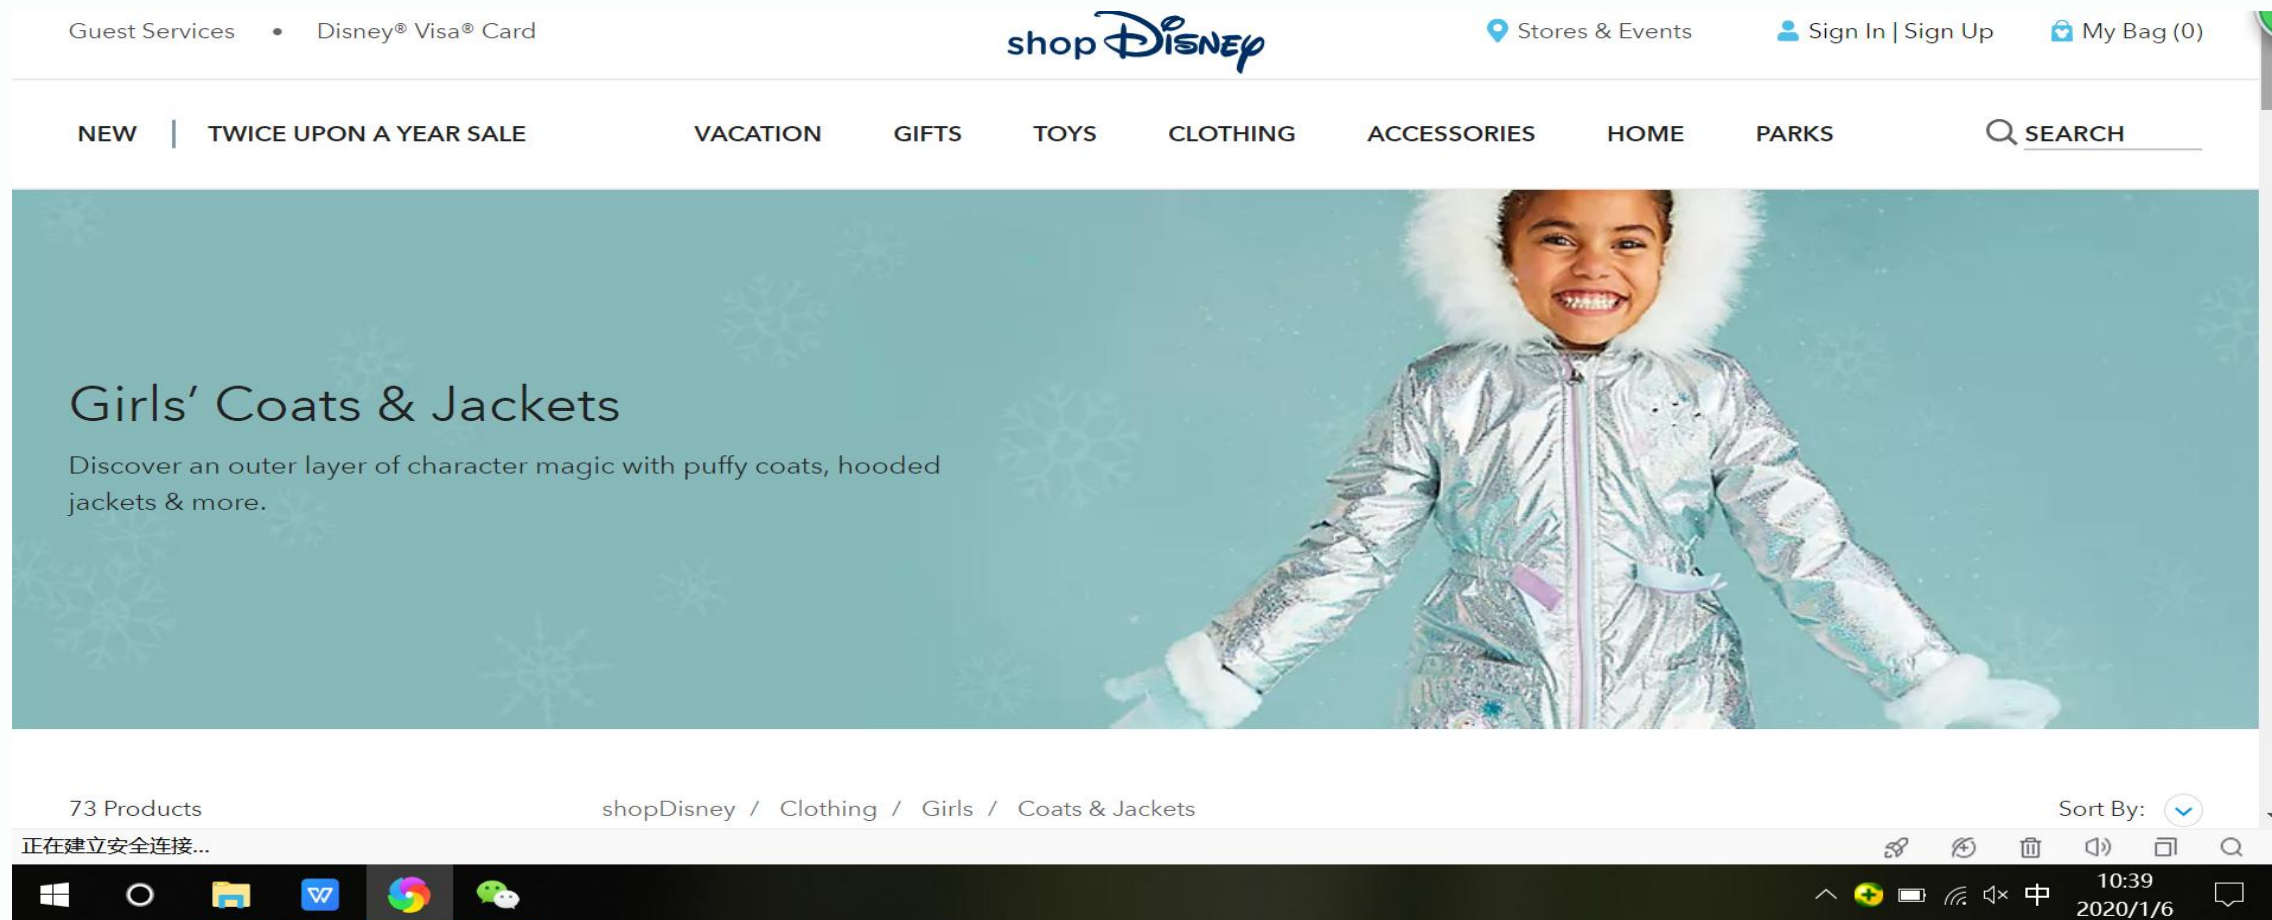 Guest Services • Disney® Visa® Card
shop Disney
Stores & Events
Sign In | Sign Up
My Bag (0)
NEW | TWICE UPON A YEAR SALE
VACATION GIFTS TOYS CLOTHING ACCESSORIES HOME PARKS
SEARCH
Girls' Coats & Jackets
Discover an outer layer of character magic with puffy coats, hooded
jackets & more.
73 Products
shopDisney / Clothing / Girls / Coats & Jackets
Sort By:
正在建立安全连接...
中
10:39
2020/1/6